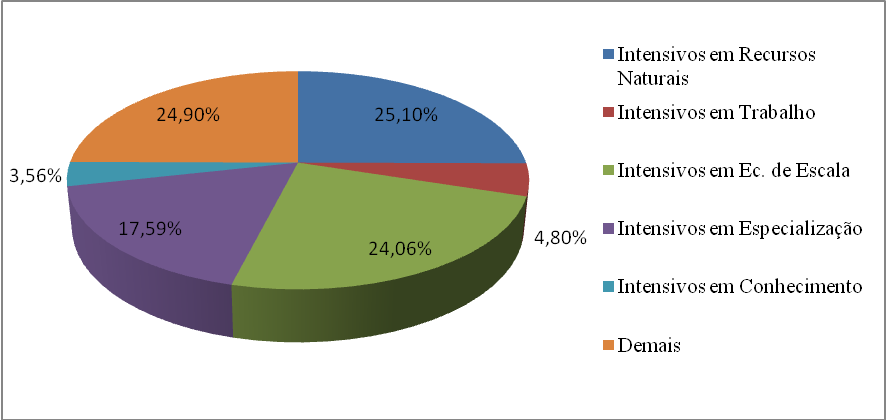 24,90%
25,10%
3,56%
17,59%
24,06%
4,80%
Intensivos em Recursos
Naturais
Intensivos em Trabalho
Intensivos em Ec. de Escala
Intensivos em Especialização
Intensivos em Conhecimento
Demais